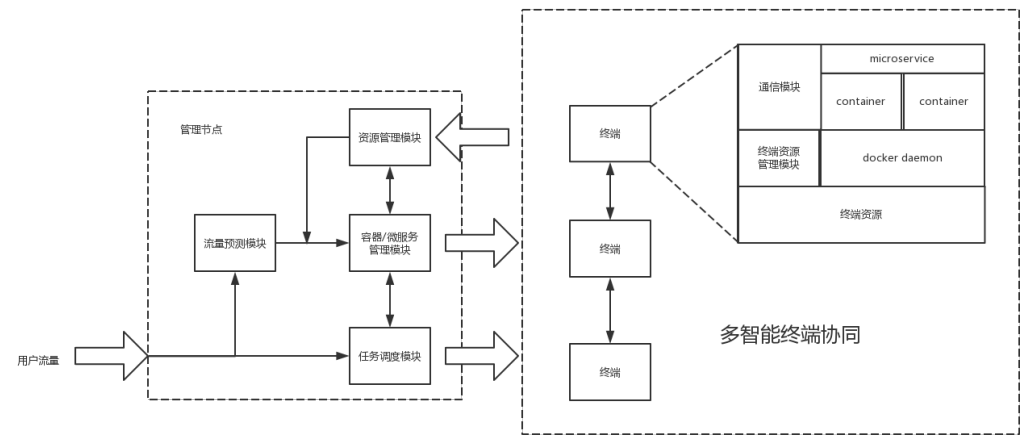 用户流量
管理节点
资源管理模块
流量预测模块
容器/微服务
管理模块
任务调度模块
终端
终端
终端
通信模块
microservice
container
container
终端资源
管理模块
docker daemon
终端资源
多智能终端协同